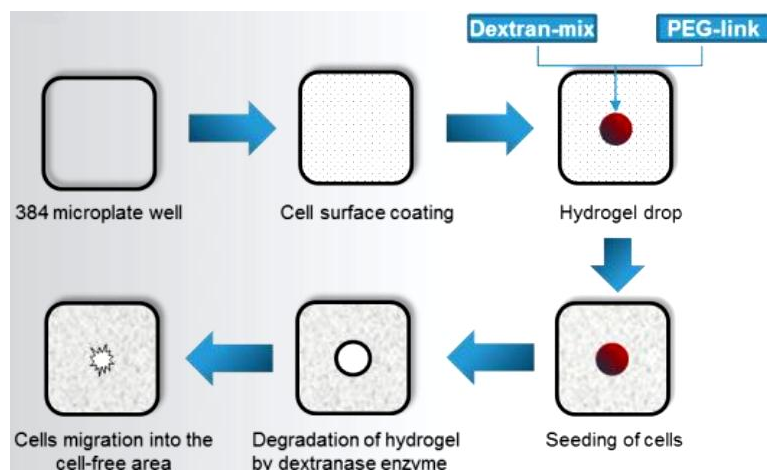 Dextran-mix
PEG-link
384 microplate well
Cell surface coating
Hydrogel drop
Seeding of cells
Degradation of hydrogel
by dextranase enzyme
Cells migration into the
cell-free area